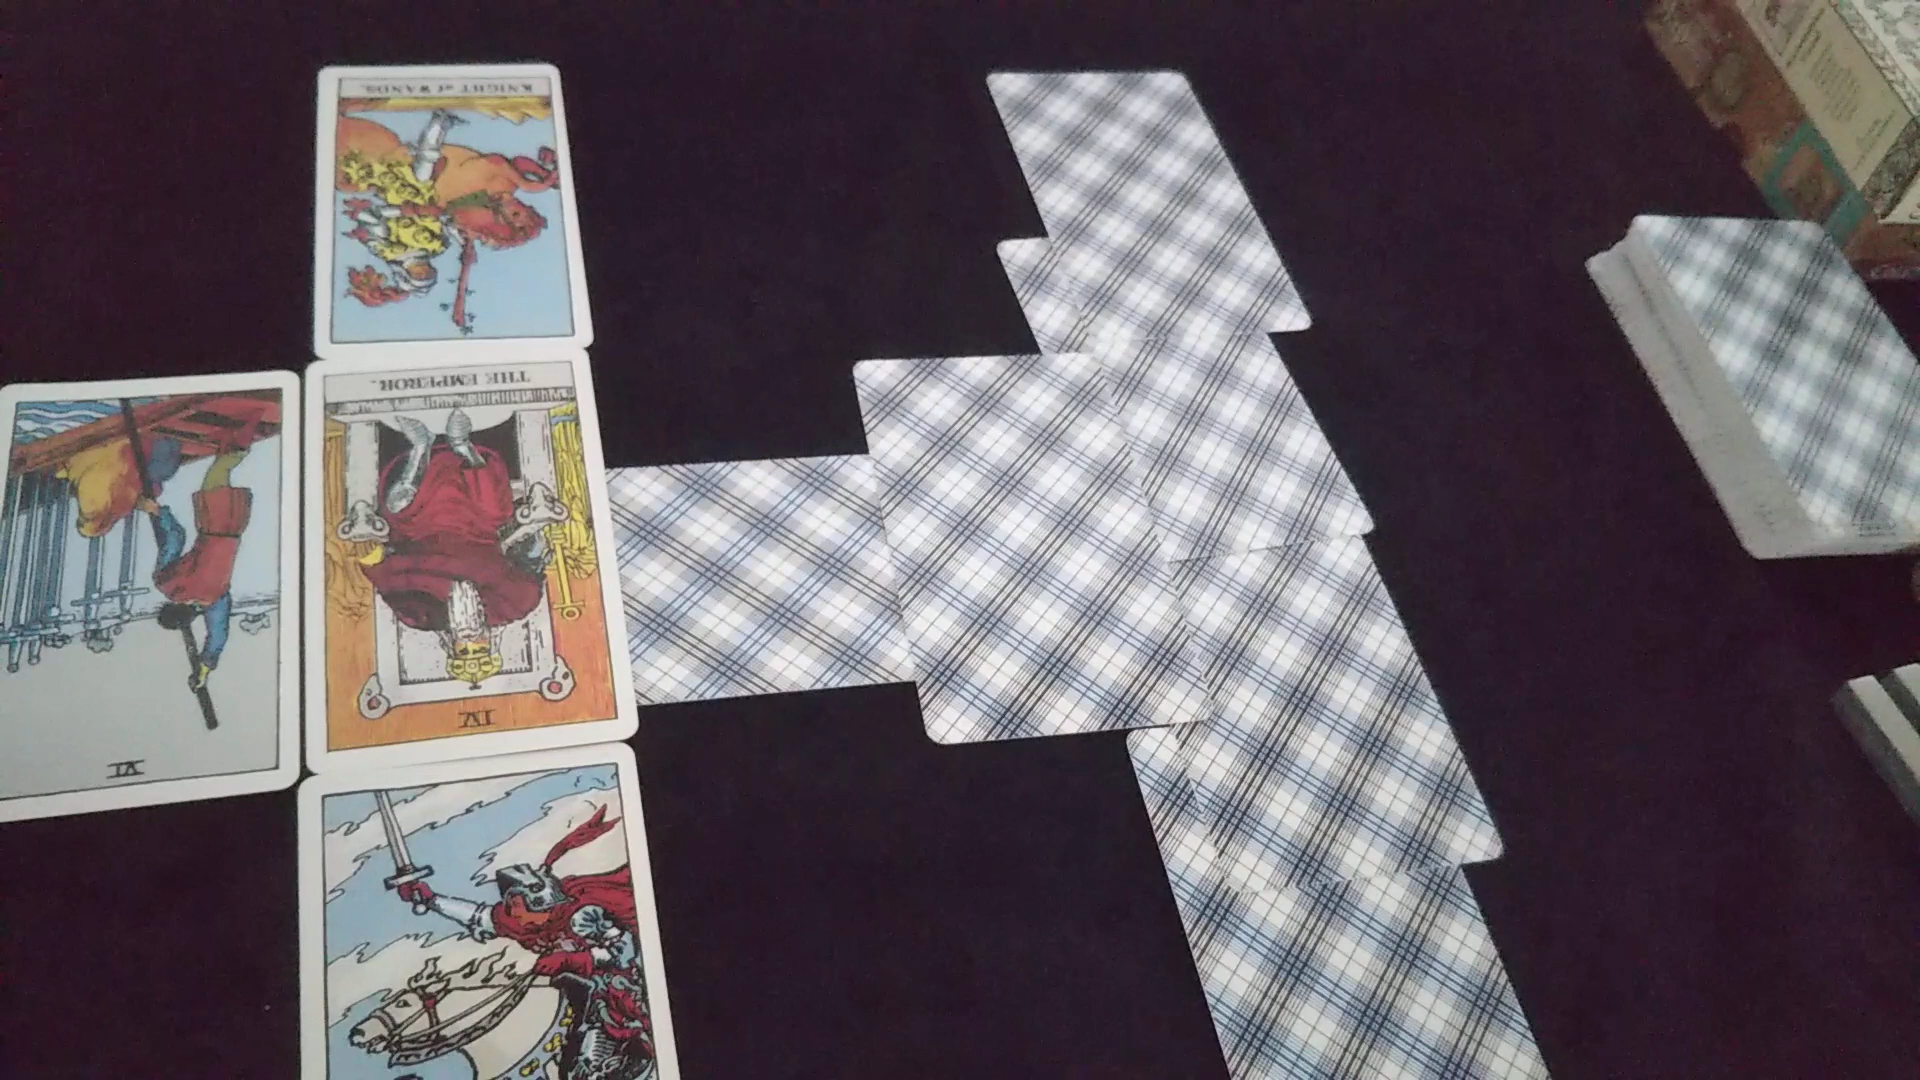 KNIGHT of WANDS.
THE EMPEROR.
IV
VI